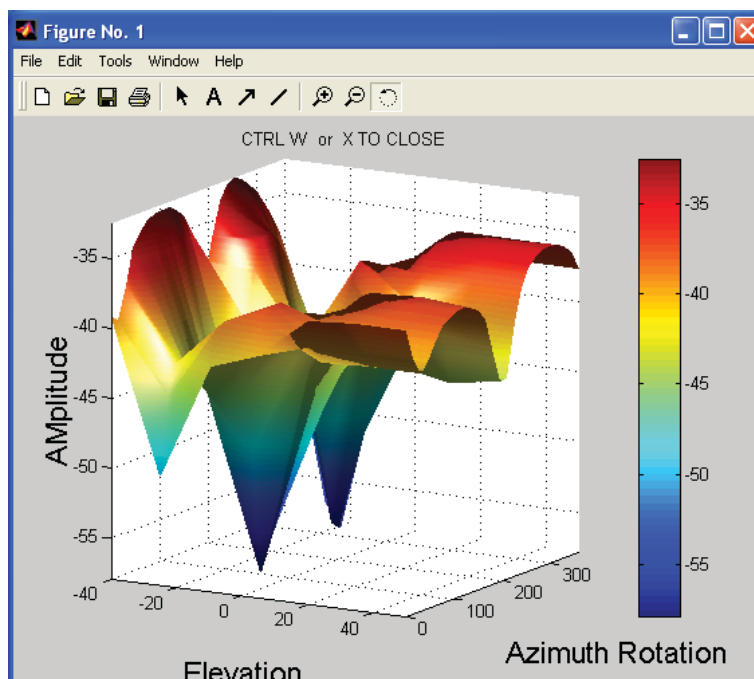 Figure No. 1
File Edit Tools Window Help
A
CTRL W or X TO CLOSE
-35
-40
-45
-50
-55
AMplitude
-40
-20
0
20
40
Elevation
0
100
200
300
Azimuth Rotation
-35
-40
-45
-50
-55